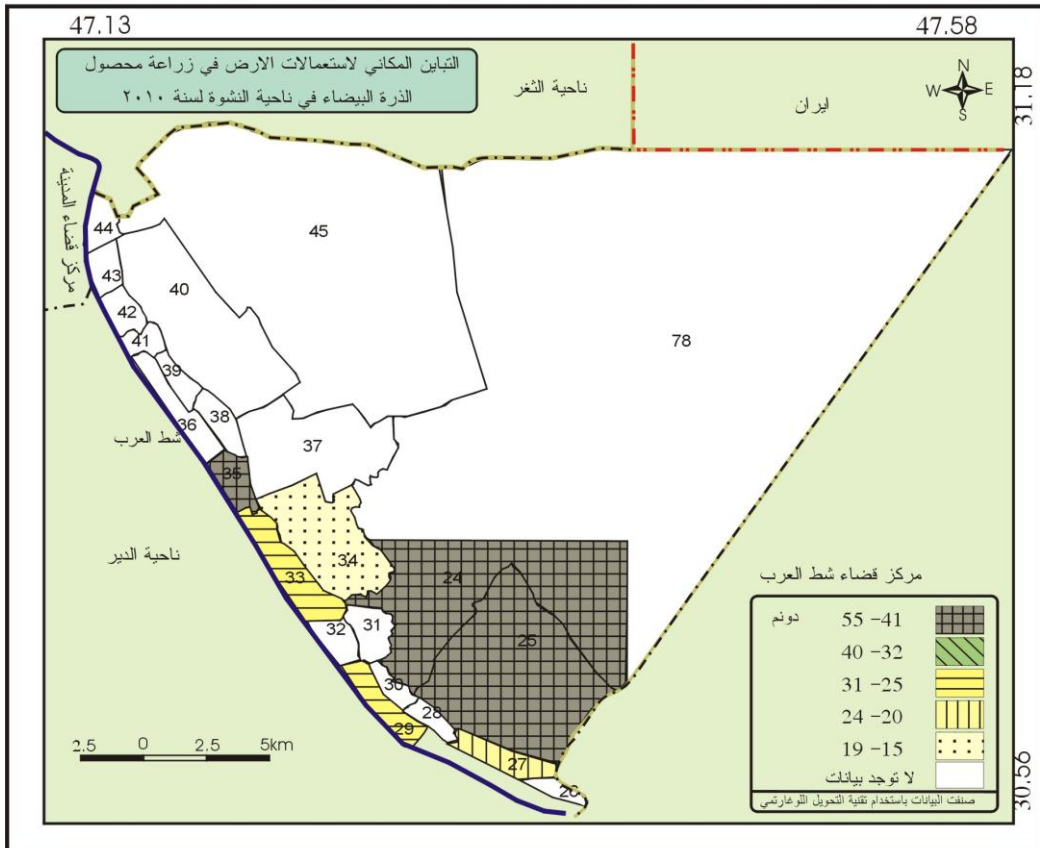 47.13
47.58
التباين المكاني لاستعمالات الارض في زراعة محصول
الذرة البيضاء في ناحية النشوة لسنة ٢٠١٠
ناحية الثغر
ايران
N
W E
S
31.18
مركز قضاء المدينة
44
45
43
40
42
78
41
39
38
36
شط العرب
37
35
ناحية الدير
34
24
33
مركز قضاء شط العرب
32
31
25
30
28
29
27
26
دونم
55 -41
40 -32
31 -25
24 -20
19 -15
لا توجد بيانات
صنفت البيانات باستخدام تقنية التحويل اللوغارتمي
2.5 0 2.5 5km
30.56